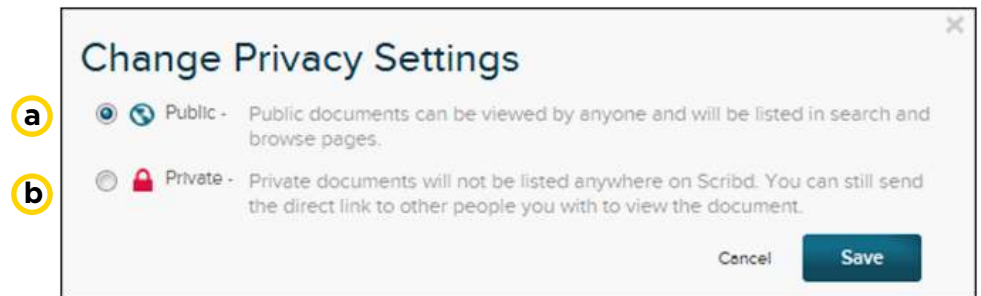 Change Privacy Settings
a Public - Public documents can be viewed by anyone and will be listed in search and
browse pages.
b Private - Private documents will not be listed anywhere on Scribd. You can still send
the direct link to other people you with to view the document.
Cancel Save